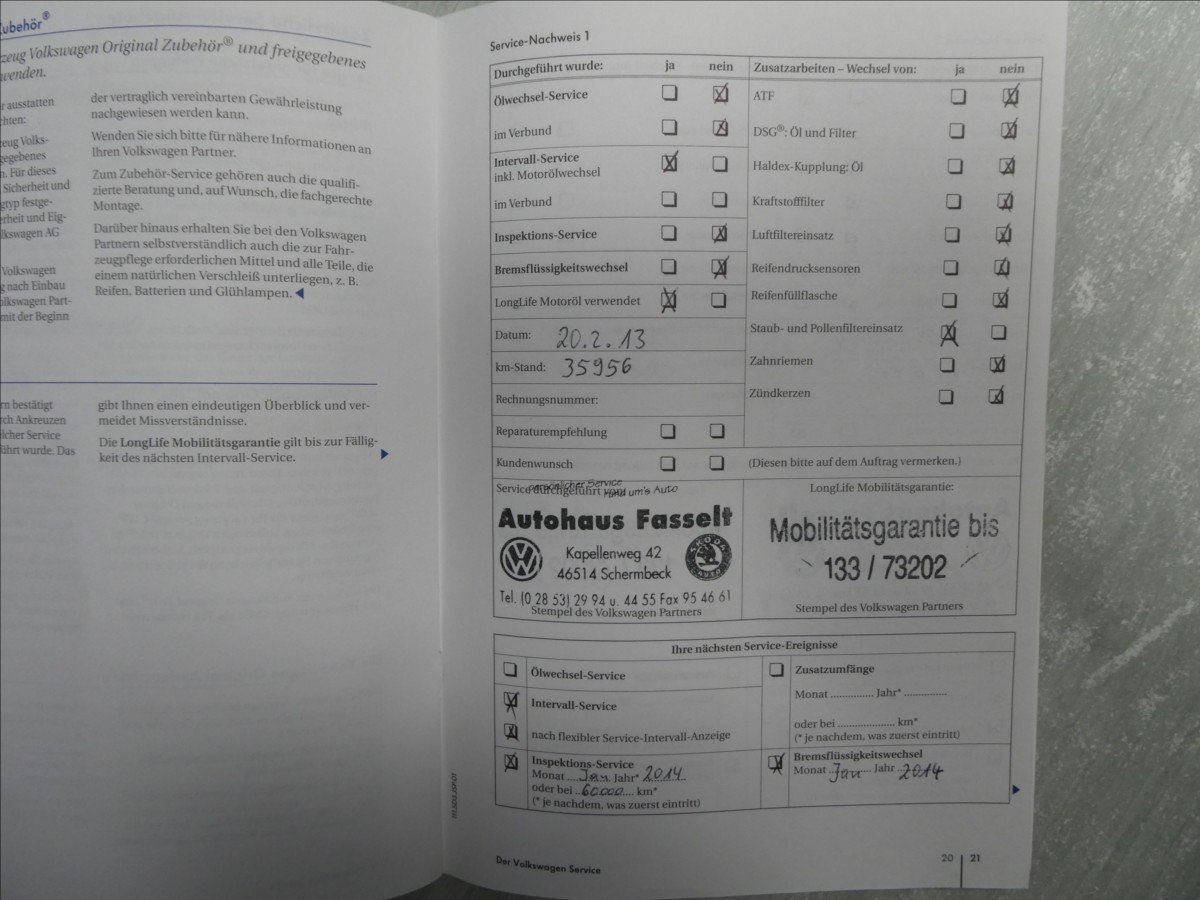 Zubehör®
zeug Volkswagen Original Zubehör® und freigegebenes
wenden.
r ausstatten
chten:
zeug Volks-
gegebenes
n. Für dieses
Sicherheit und
gtyp festge-
erheit und Eig-
lkswagen AG
Volkswagen
g nach Einbau
olkswagen Part-
mit der Beginn
der vertraglich vereinbarten Gewährleistung
nachgewiesen werden kann.
Wenden Sie sich bitte für nähere Informationen an
Ihren Volkswagen Partner.
Zum Zubehör-Service gehören auch die qualifi-
zierte Beratung und, auf Wunsch, die fachgerechte
Montage.
Darüber hinaus erhalten Sie bei den Volkswagen
Partnern selbstverständlich auch die zur Fahr-
zeugpflege erforderlichen Mittel und alle Teile, die
einem natürlichen Verschleiß unterliegen, z. B.
Reifen, Batterien und Glühlampen.
rn bestätigt
rch Ankreuzen
lcher Service
führt wurde. Das
gibt Ihnen einen eindeutigen Überblick und ver-
meidet Missverständnisse.
Die LongLife Mobilitätsgarantie gilt bis zur Fällig-
keit des nächsten Intervall-Service.
Service-Nachweis 1
Durchgeführt wurde: ja nein
Ölwechsel-Service
im Verbund
Intervall-Service
inkl. Motorölwechsel
im Verbund
Inspektions-Service
Bremsflüssigkeitswechsel
LongLife Motoröl verwendet
Datum: 20.2.13
km-Stand: 35956
Rechnungsnummer:
Reparaturempfehlung
Kundenwunsch
Zusatzarbeiten – Wechsel von: ja nein
ATF
DSG®: Öl und Filter
Haldex-Kupplung: Öl
Kraftstofffilter
Luftfiltereinsatz
Reifendrucksensoren
Reifenfüllflasche
Staub- und Pollenfiltereinsatz
Zahnriemen
Zündkerzen
(Diesen bitte auf dem Auftrag vermerken.)
Service durchgeführt von:
persönlicher Service
rund um's Auto
Autohaus Fasselt
Kapellenweg 42
46514 Schermbeck
SKODA
AUTO
Tel. (0 28 53) 29 94 u. 44 55 Fax 95 46 61
Stempel des Volkswagen Partners
LongLife Mobilitätsgarantie:
Mobilitätsgarantie bis
133 / 73202
Stempel des Volkswagen Partners
Ihre nächsten Service-Ereignisse
Ölwechsel-Service
Intervall-Service
nach flexibler Service-Intervall-Anzeige
Inspektions-Service
Monat ....Jan. Jahr* 2014
oder bei ..60000.... km*
(* je nachdem, was zuerst eintritt)
Zusatzumfänge
Monat ............... Jahr* ...............
oder bei .................... km*
(* je nachdem, was zuerst eintritt)
Bremsflüssigkeitswechsel
Monat ..Jan..... Jahr 2014
Der Volkswagen Service
20 | 21